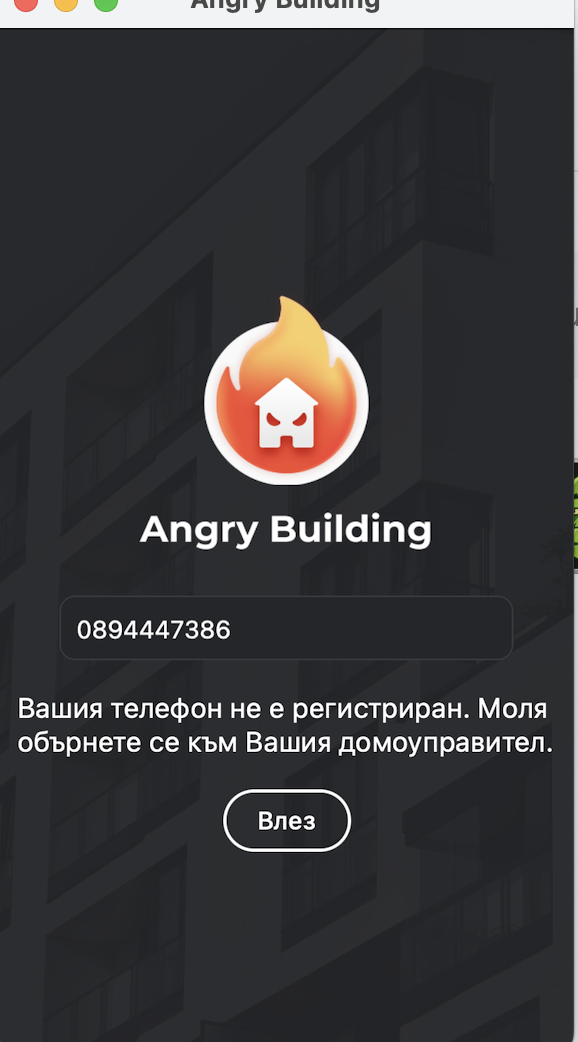 Angry Building
Angry Building
0894447386
Вашия телефон не е регистриран. Моля
обърнете се към Вашия домоуправител.
Влез